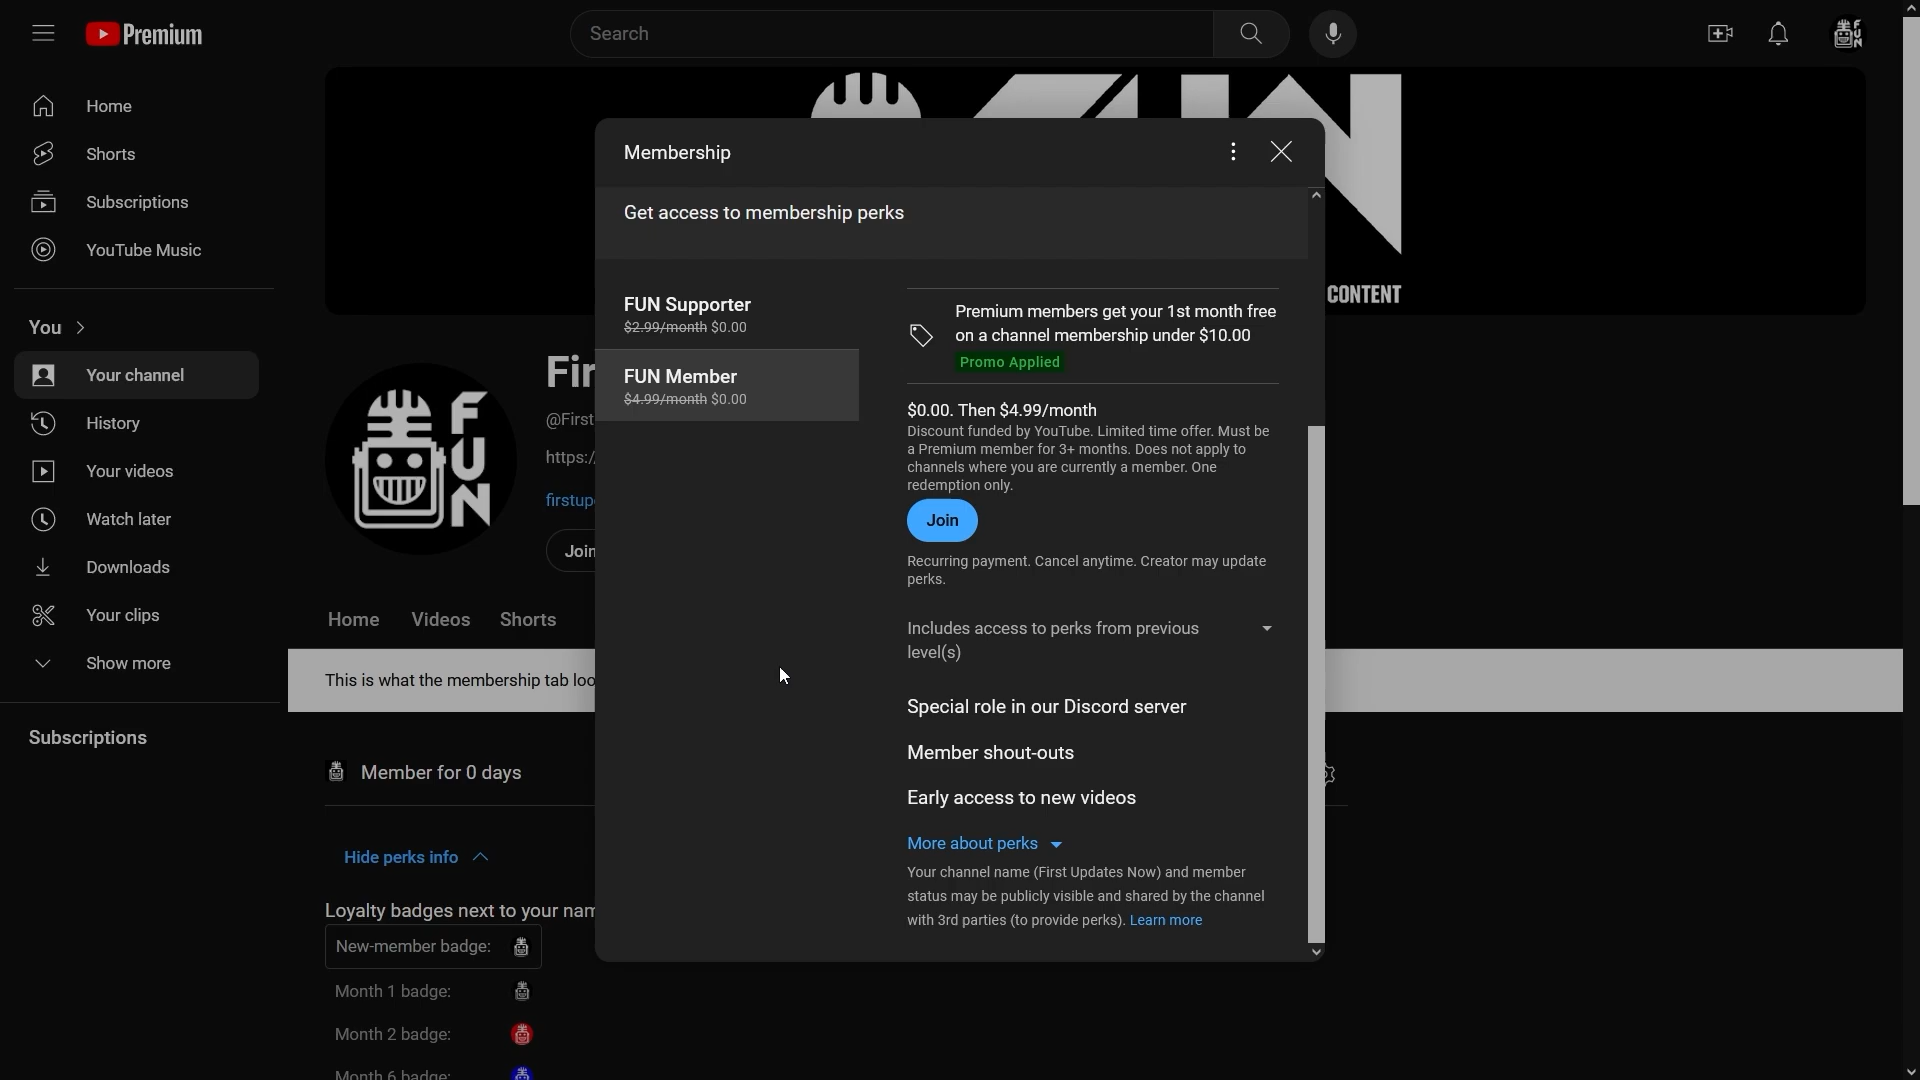 Premium
Search
Home
Shorts
Subscriptions
YouTube Music
You
Your channel
History
Your videos
Watch later
Downloads
Your clips
Show more
Subscriptions
FUN
CONTENT
FUN
Fir
@First
https:/
firstup
Join
Home Videos Shorts
This is what the membership tab loo
Member for 0 days
Hide perks info
Loyalty badges next to your nam
New-member badge:
Month 1 badge:
Month 2 badge:
Month 6 badge:
Membership
Get access to membership perks
FUN Supporter
$2.99/month $0.00
FUN Member
$4.99/month $0.00
Premium members get your 1st month free
on a channel membership under $10.00
Promo Applied
$0.00. Then $4.99/month
Discount funded by YouTube. Limited time offer. Must be
a Premium member for 3+ months. Does not apply to
channels where you are currently a member. One
redemption only.
Join
Recurring payment. Cancel anytime. Creator may update
perks.
Includes access to perks from previous
level(s)
Special role in our Discord server
Member shout-outs
Early access to new videos
More about perks
Your channel name (First Updates Now) and member
status may be publicly visible and shared by the channel
with 3rd parties (to provide perks). Learn more